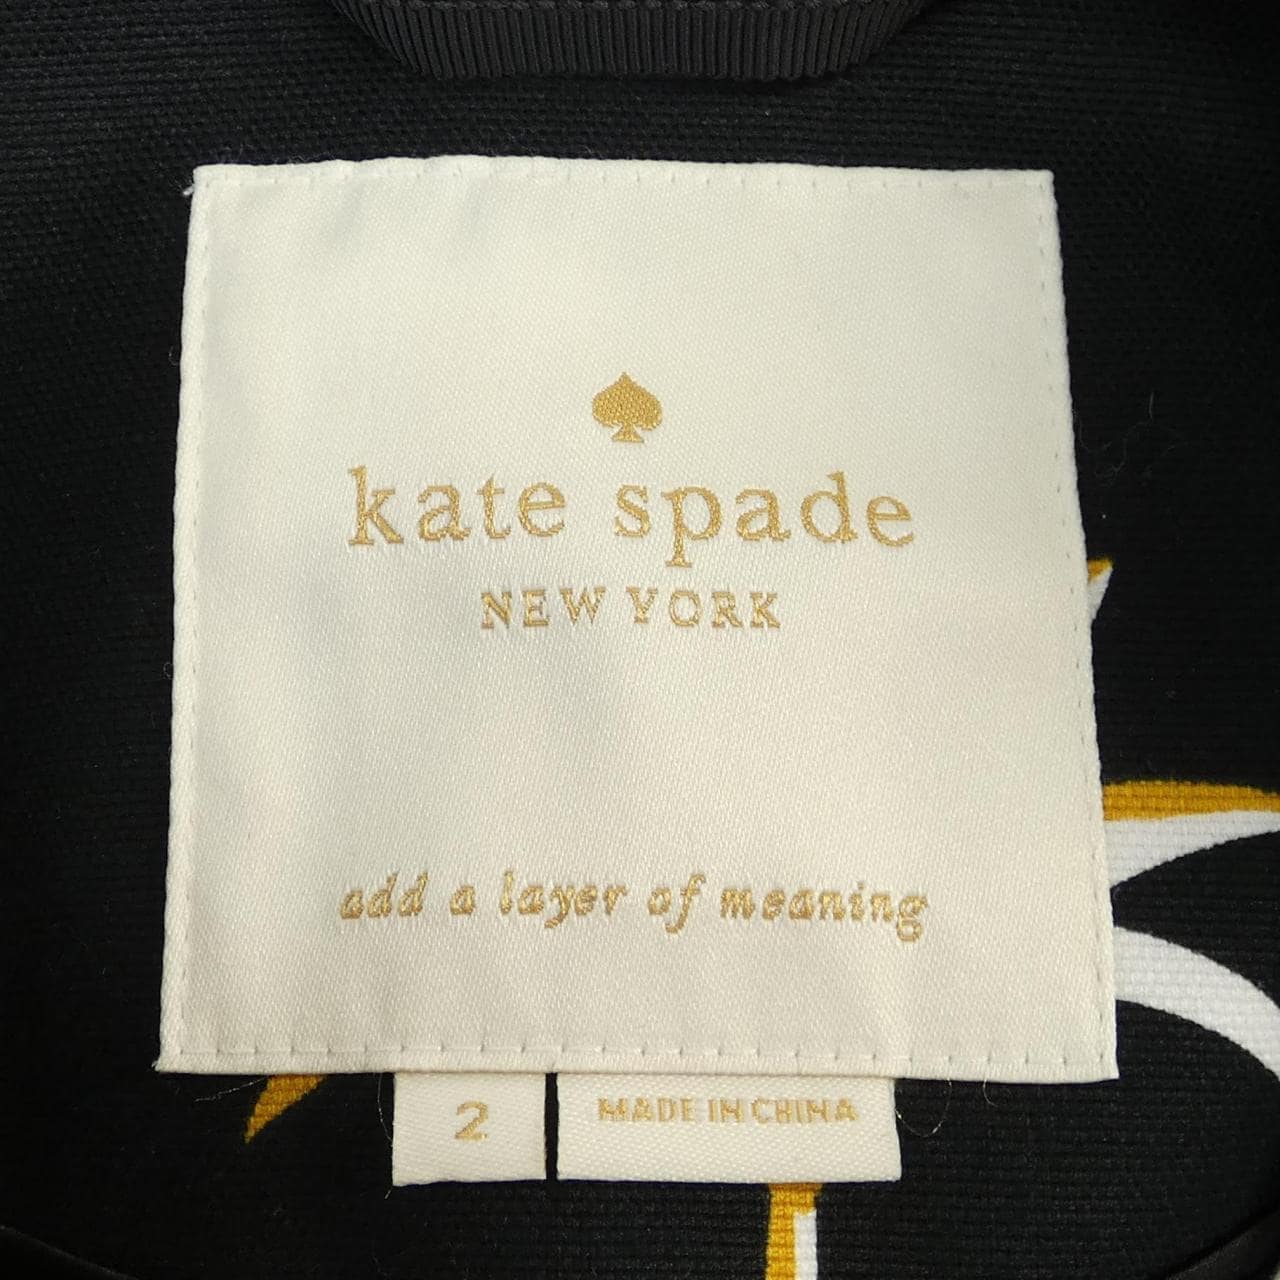 kate spade
NEW YORK
add a layer of meaning
2
MADE IN CHINA